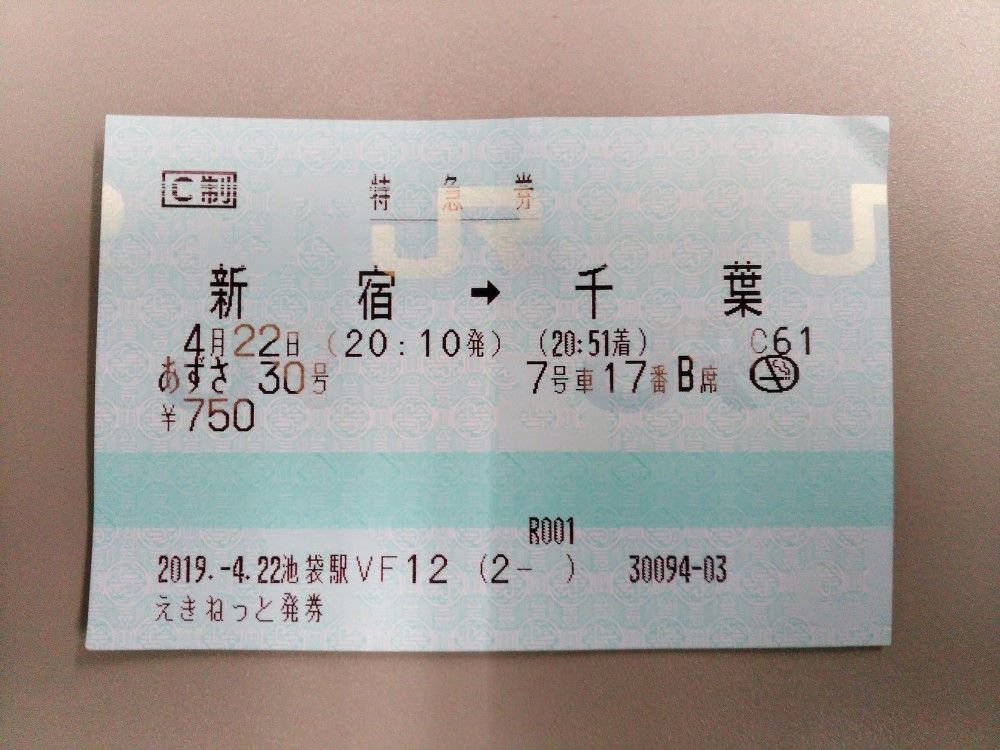 C制 特急券
新宿 → 千葉
4月22日 (20:10発) (20:51着) C61
あずさ 30号 7号車17番B席
¥750
R001
2019.-4.22池袋駅VF12 (2- ) 30094-03
えきねっと発券